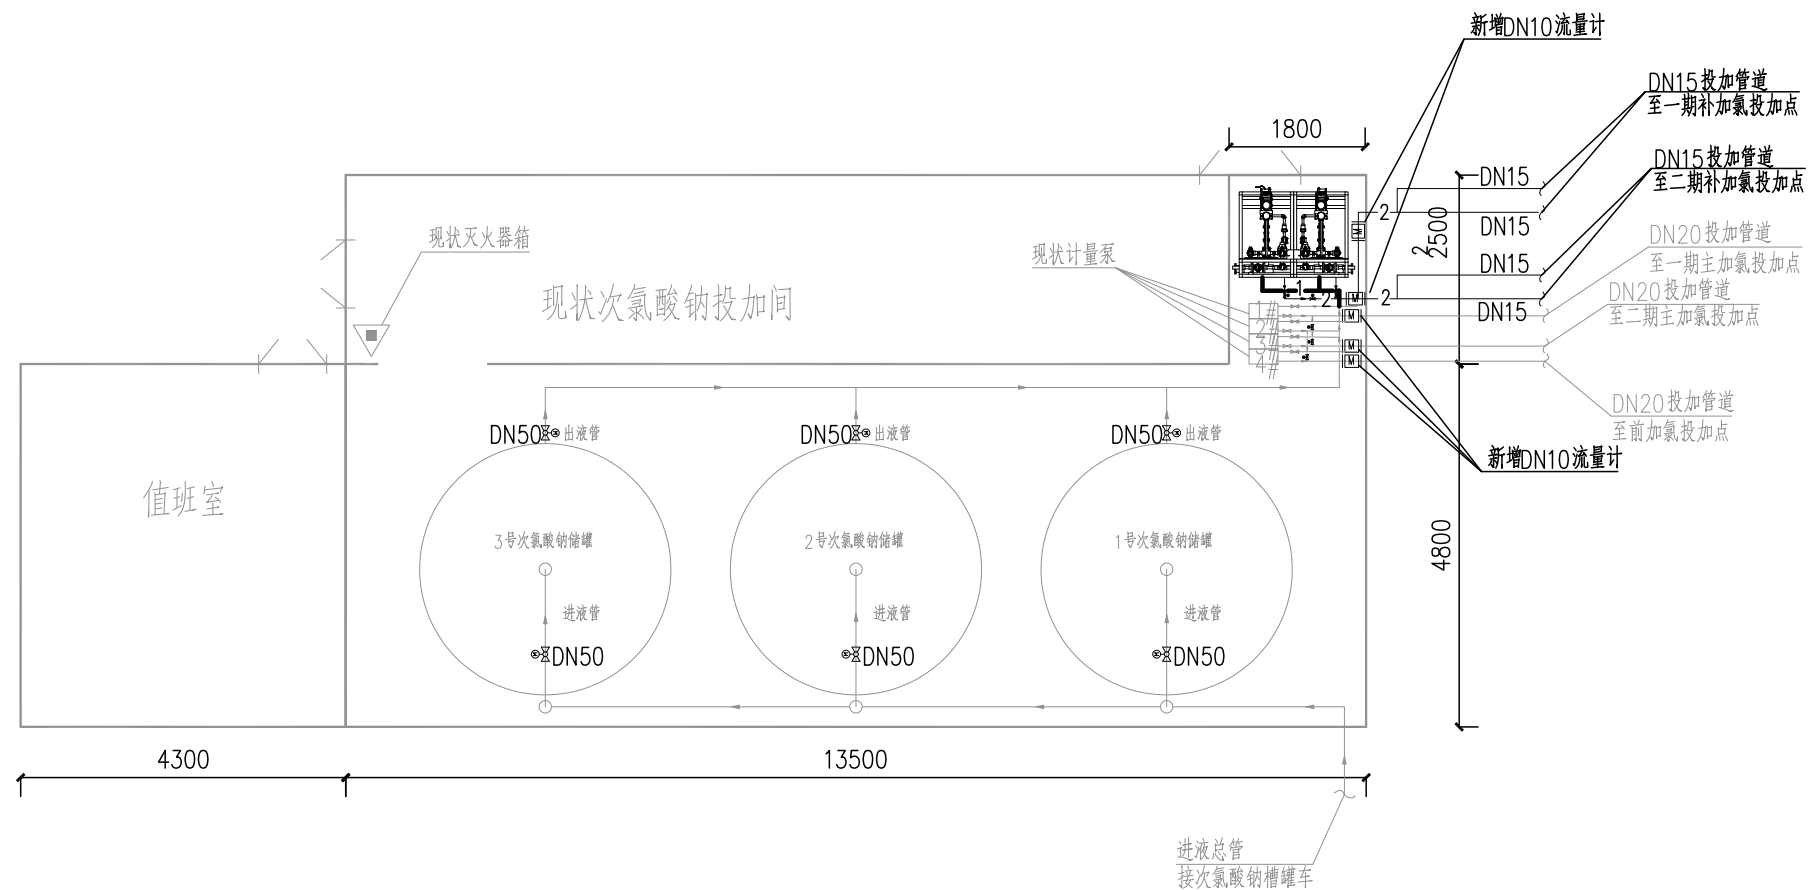 新增DN10流量计
DN15投加管道
至一期补加氯投加点
1800
DN15投加管道
至二期补加氯投加点
DN15
2
DN15
2500
2
现状灭火器箱
现状计量泵
DN20投加管道
至一期主加氯投加点
DN15
现状次氯酸钠投加间
1
2
2
DN20投加管道
至二期主加氯投加点
DN15
1#
2#
3#
4#
M
M
M
M
M
DN20投加管道
至前加氯投加点
DN50
出液管
DN50
出液管
DN50
出液管
新增DN10流量计
值班室
3号次氯酸钠储罐
2号次氯酸钠储罐
1号次氯酸钠储罐
4800
进液管
进液管
进液管
DN50
DN50
DN50
4300
13500
进液总管
接次氯酸钠槽罐车